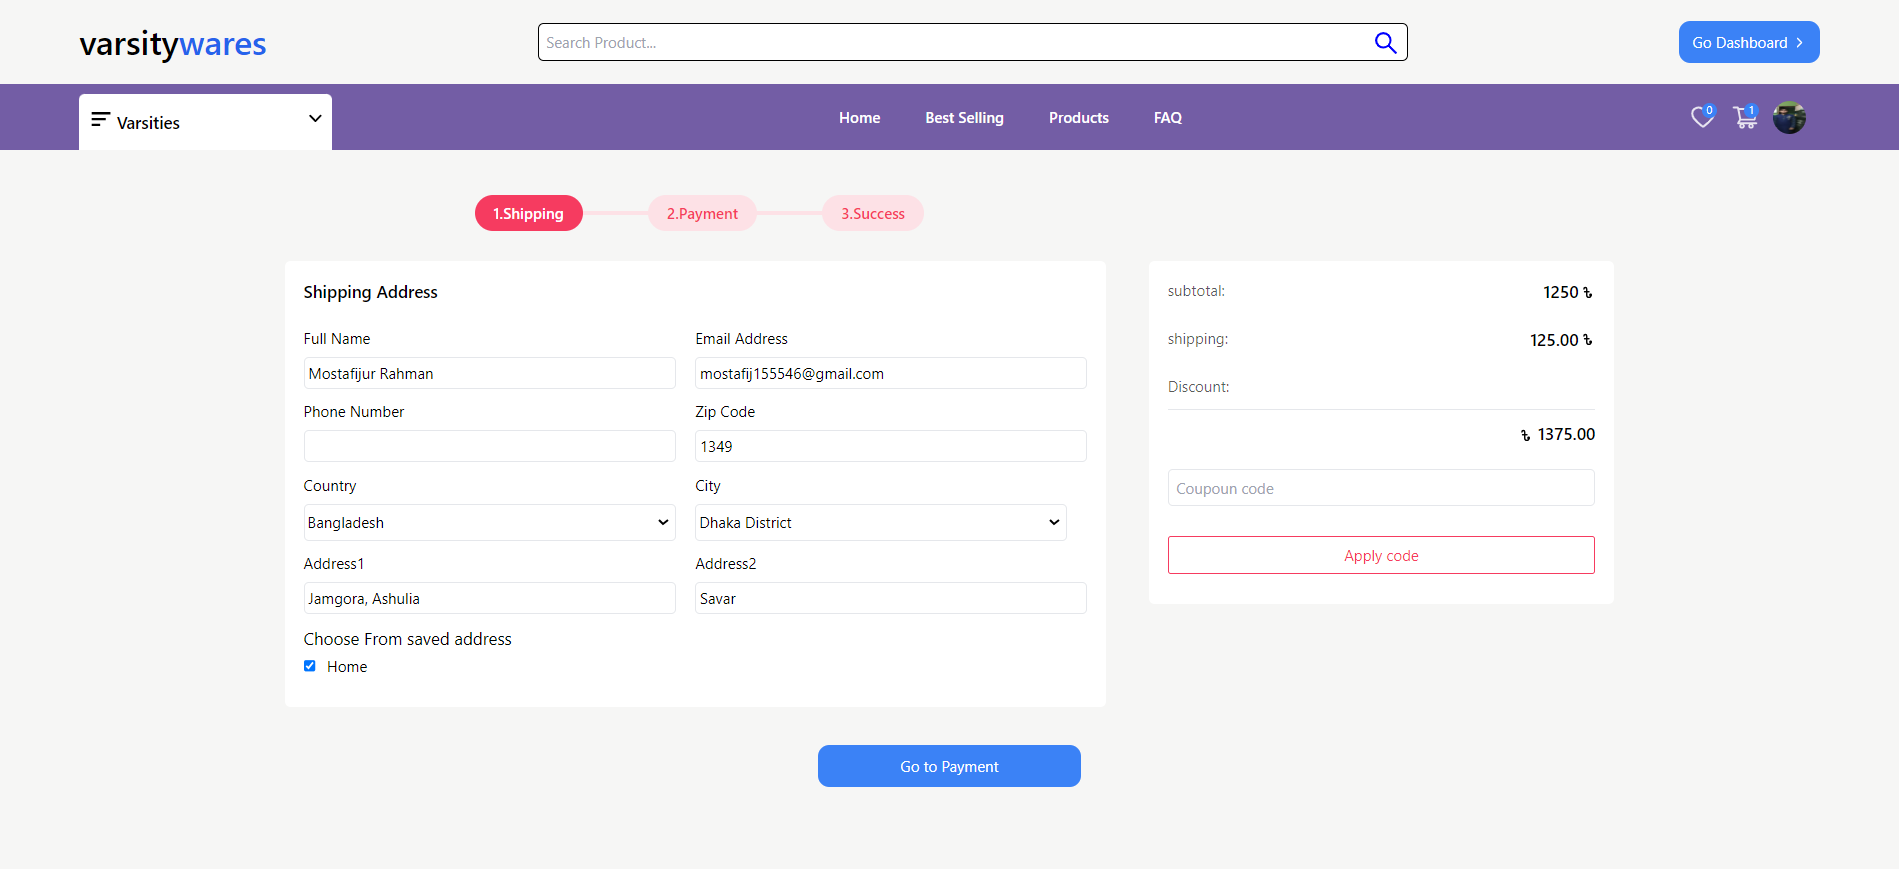 varsitywares
Search Product...
Go Dashboard
Varsities
Home
Best Selling
Products
FAQ
0
1
1.Shipping
2.Payment
3.Success
Shipping Address
Full Name
Email Address
Mostafijur Rahman
mostafij155546@gmail.com
Phone Number
Zip Code
1349
Country
City
Bangladesh
Dhaka District
Address1
Address2
Jamgora, Ashulia
Savar
Choose From saved address
Home
subtotal:
1250 ৳
shipping:
125.00 ৳
Discount:
৳ 1375.00
Coupoun code
Apply code
Go to Payment